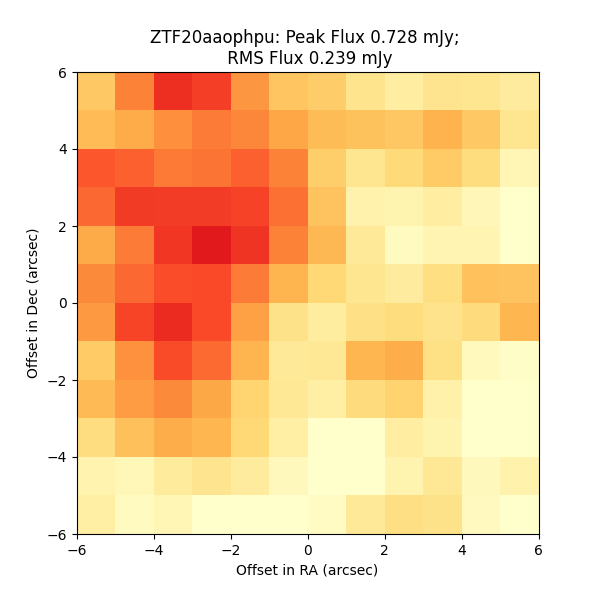 ZTF20aaophpu: Peak Flux 0.728 mJy;
RMS Flux 0.239 mJy
6
4
2
0
−2
−4
−6
Offset in Dec (arcsec)
−6 −4 −2 0 2 4 6
Offset in RA (arcsec)